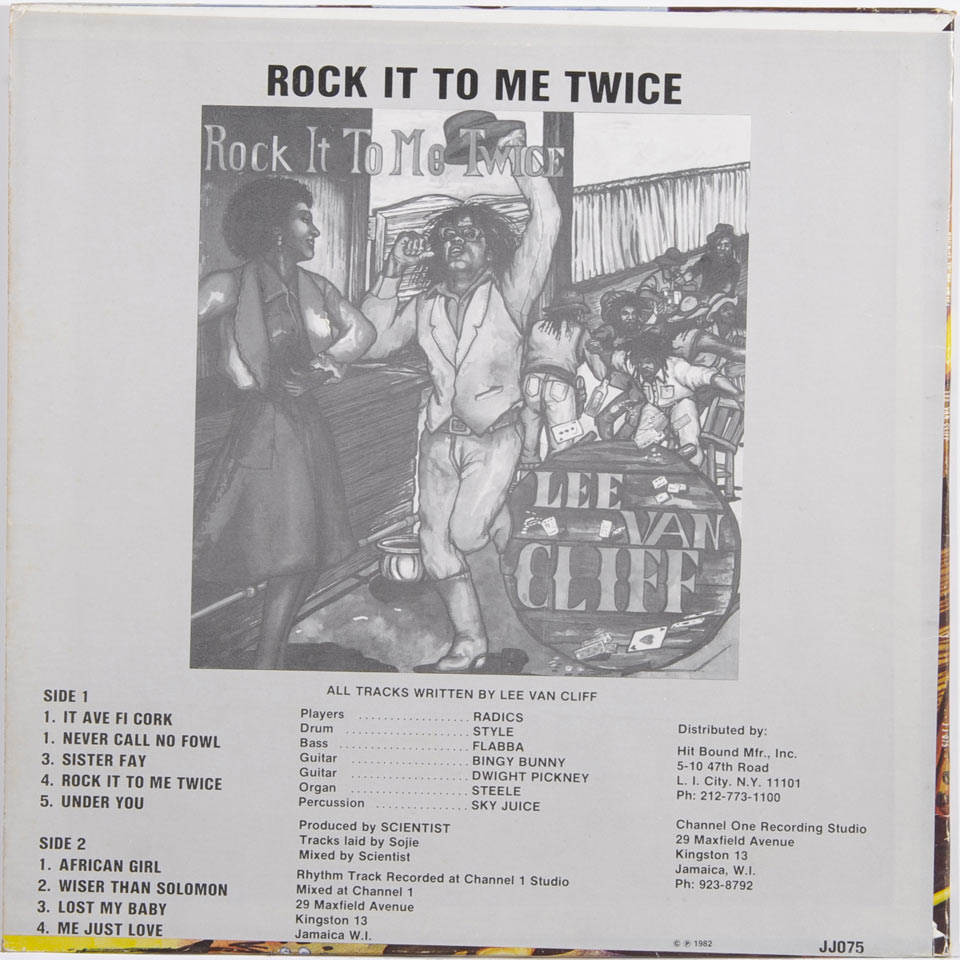 ROCK IT TO ME TWICE
Rock It To Me TWICE
LEE
VAN
CLIFF
SIDE 1
1. IT AVE FI CORK
1. NEVER CALL NO FOWL
3. SISTER FAY
4. ROCK IT TO ME TWICE
5. UNDER YOU
SIDE 2
1. AFRICAN GIRL
2. WISER THAN SOLOMON
3. LOST MY BABY
4. ME JUST LOVE
ALL TRACKS WRITTEN BY LEE VAN CLIFF
Players ................. RADICS
Drum ................... STYLE
Bass .................... FLABBA
Guitar .................. BINGY BUNNY
Guitar .................. DWIGHT PICKNEY
Organ .................. STEELE
Percussion .............. SKY JUICE
Produced by SCIENTIST
Tracks laid by Sojie
Mixed by Scientist
Rhythm Track Recorded at Channel 1 Studio
Mixed at Channel 1
29 Maxfield Avenue
Kingston 13
Jamaica W.I.
Distributed by:
Hit Bound Mfr., Inc.
5-10 47th Road
L. I. City. N.Y. 11101
Ph: 212-773-1100
Channel One Recording Studio
29 Maxfield Avenue
Kingston 13
Jamaica, W.I.
Ph: 923-8792
© ℗ 1982
JJ075